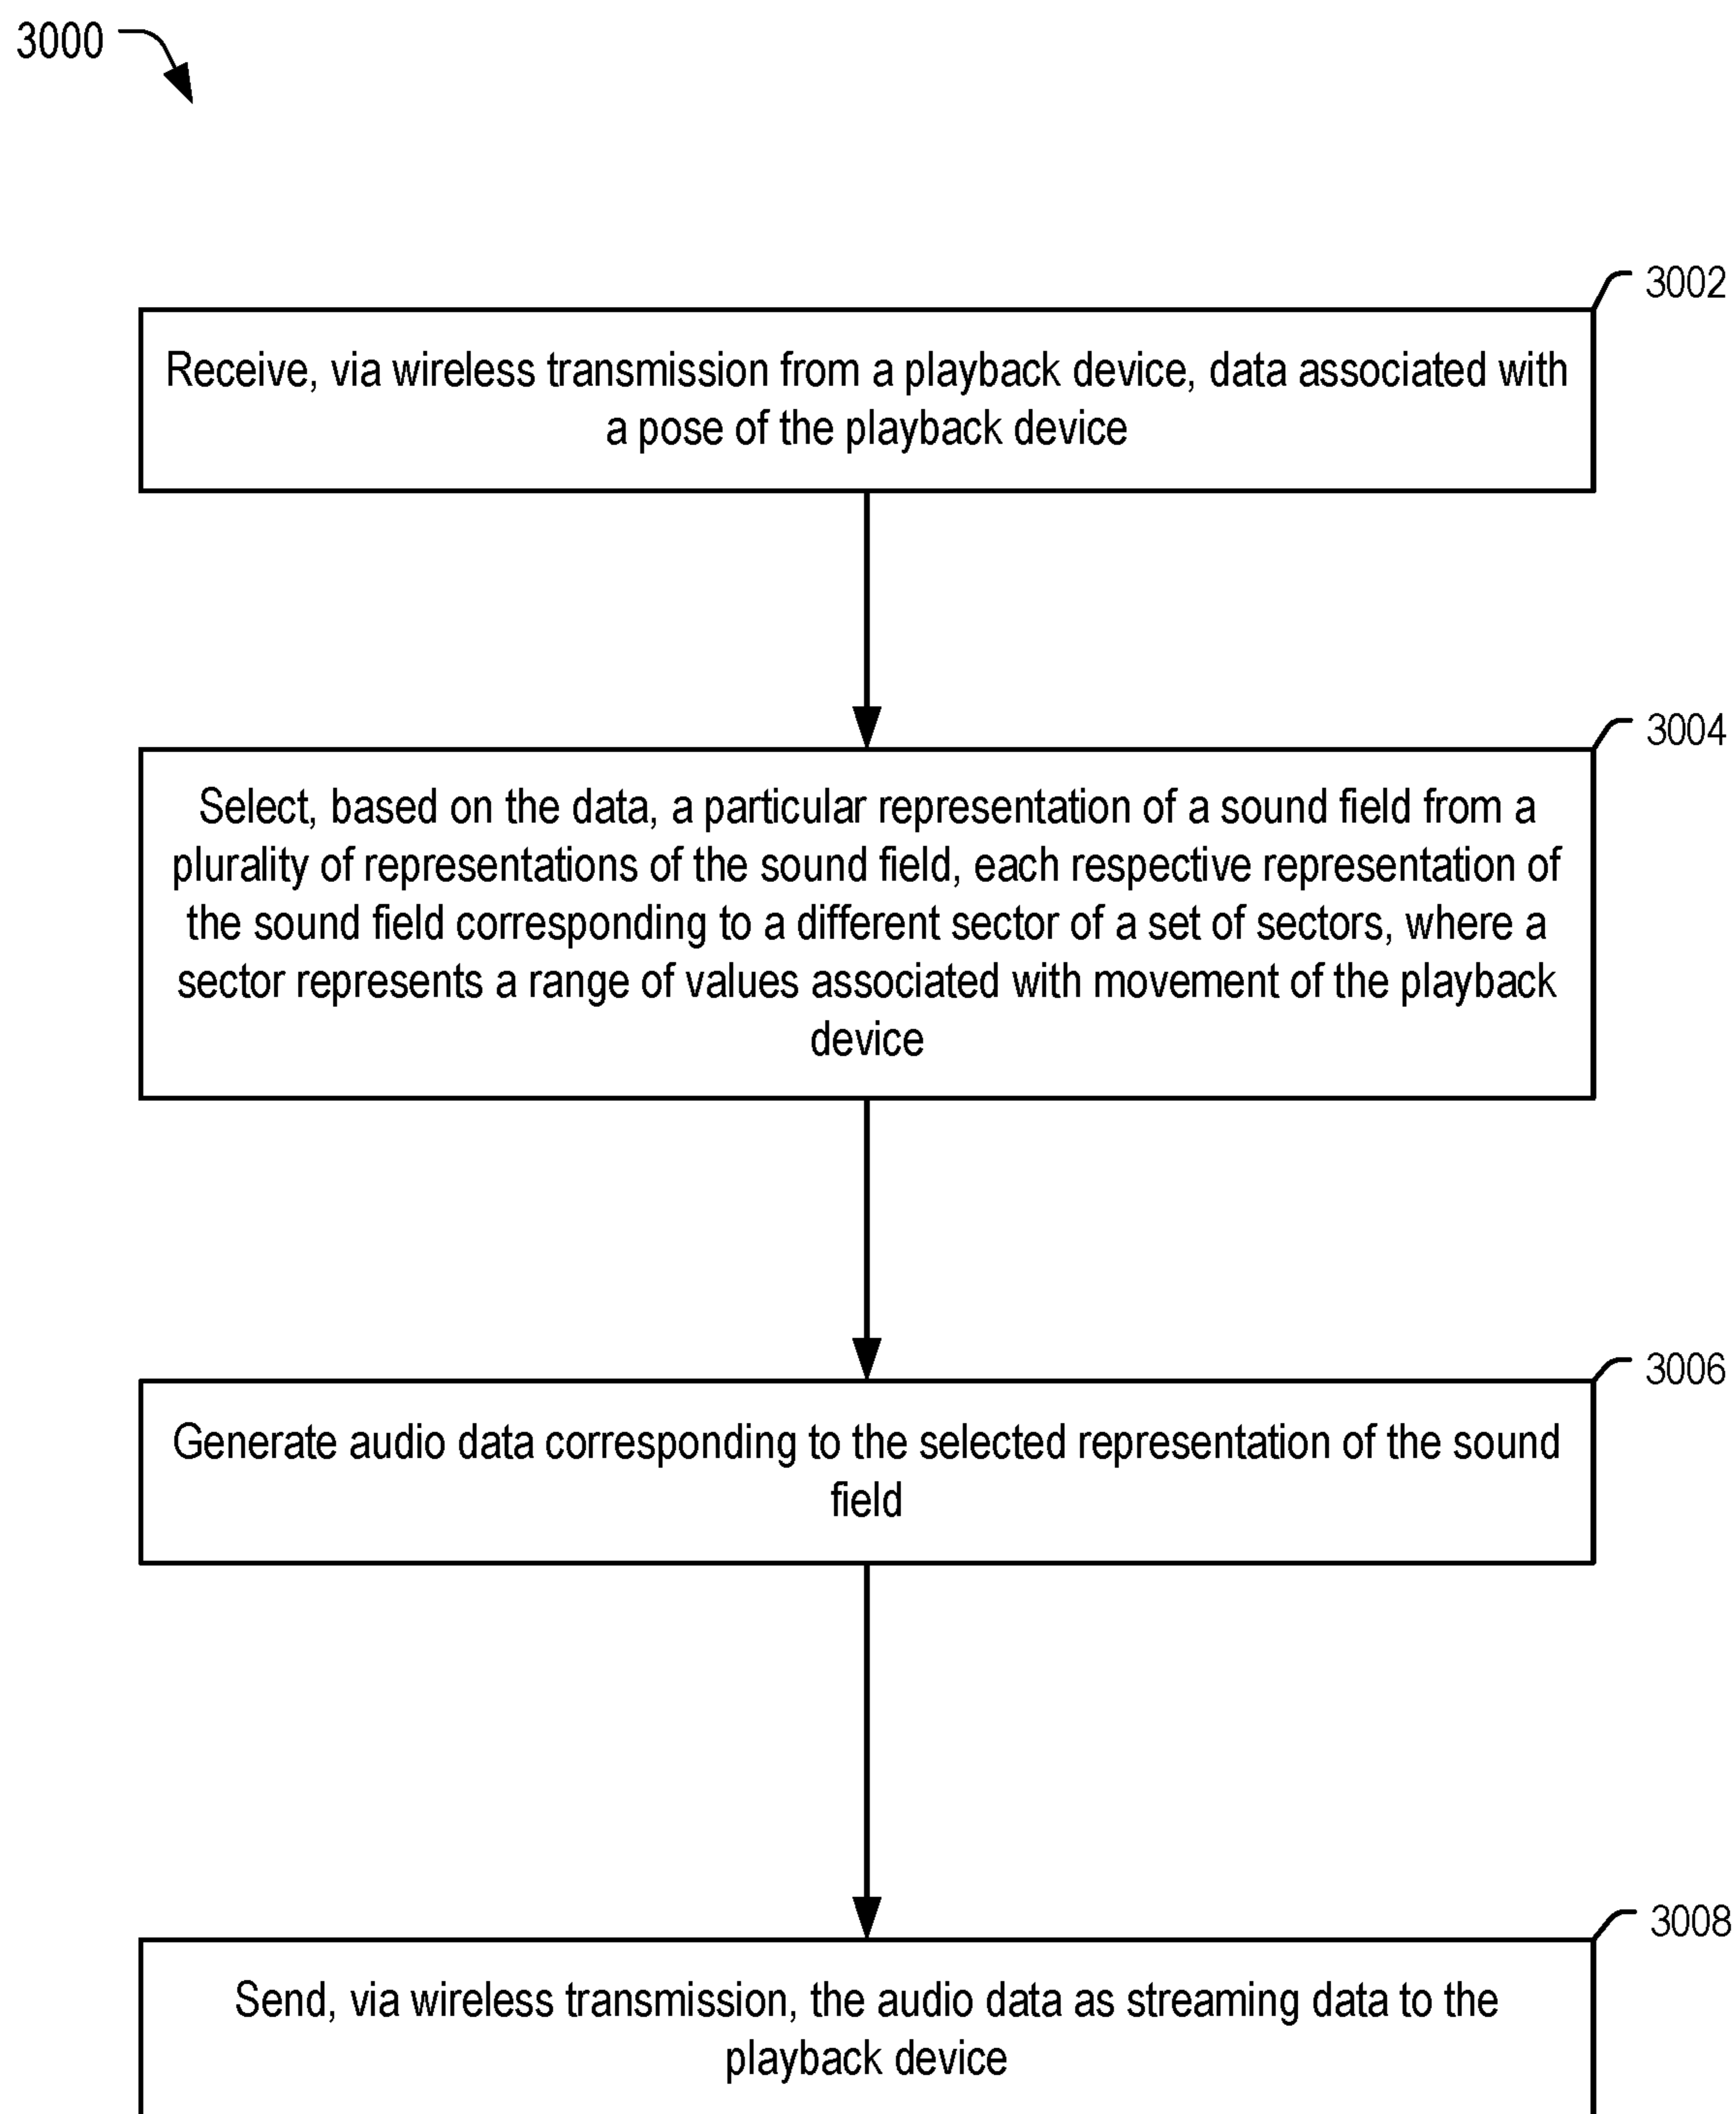 3000
3002
Receive, via wireless transmission from a playback device, data associated with
a pose of the playback device
3004
Select, based on the data, a particular representation of a sound field from a
plurality of representations of the sound field, each respective representation of
the sound field corresponding to a different sector of a set of sectors, where a
sector represents a range of values associated with movement of the playback
device
3006
Generate audio data corresponding to the selected representation of the sound
field
3008
Send, via wireless transmission, the audio data as streaming data to the
playback device